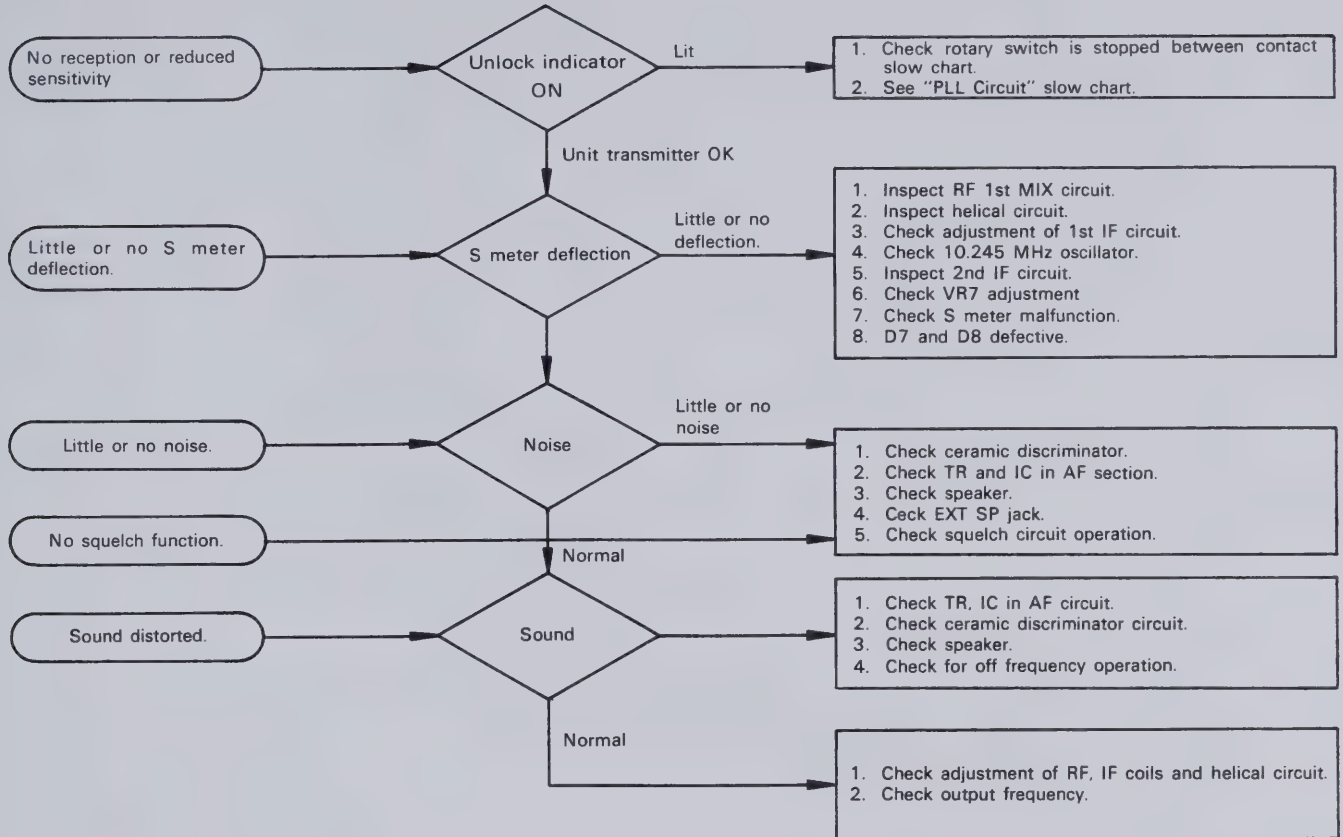 No reception or reduced
sensitivity
Unlock indicator
ON
Lit
1. Check rotary switch is stopped between contact
slow chart.
2. See "PLL Circuit" slow chart.
Unit transmitter OK
Little or no S meter
deflection.
S meter deflection
Little or no
deflection.
1. Inspect RF 1st MIX circuit.
2. Inspect helical circuit.
3. Check adjustment of 1st IF circuit.
4. Check 10.245 MHz oscillator.
5. Inspect 2nd IF circuit.
6. Check VR7 adjustment
7. Check S meter malfunction.
8. D7 and D8 defective.
Little or no noise.
Noise
Little or no
noise
1. Check ceramic discriminator.
2. Check TR and IC in AF section.
3. Check speaker.
4. Ceck EXT SP jack.
5. Check squelch circuit operation.
No squelch function.
Normal
Sound distorted.
Sound
1. Check TR, IC in AF circuit.
2. Check ceramic discriminator circuit.
3. Check speaker.
4. Check for off frequency operation.
Normal
1. Check adjustment of RF, IF coils and helical circuit.
2. Check output frequency.